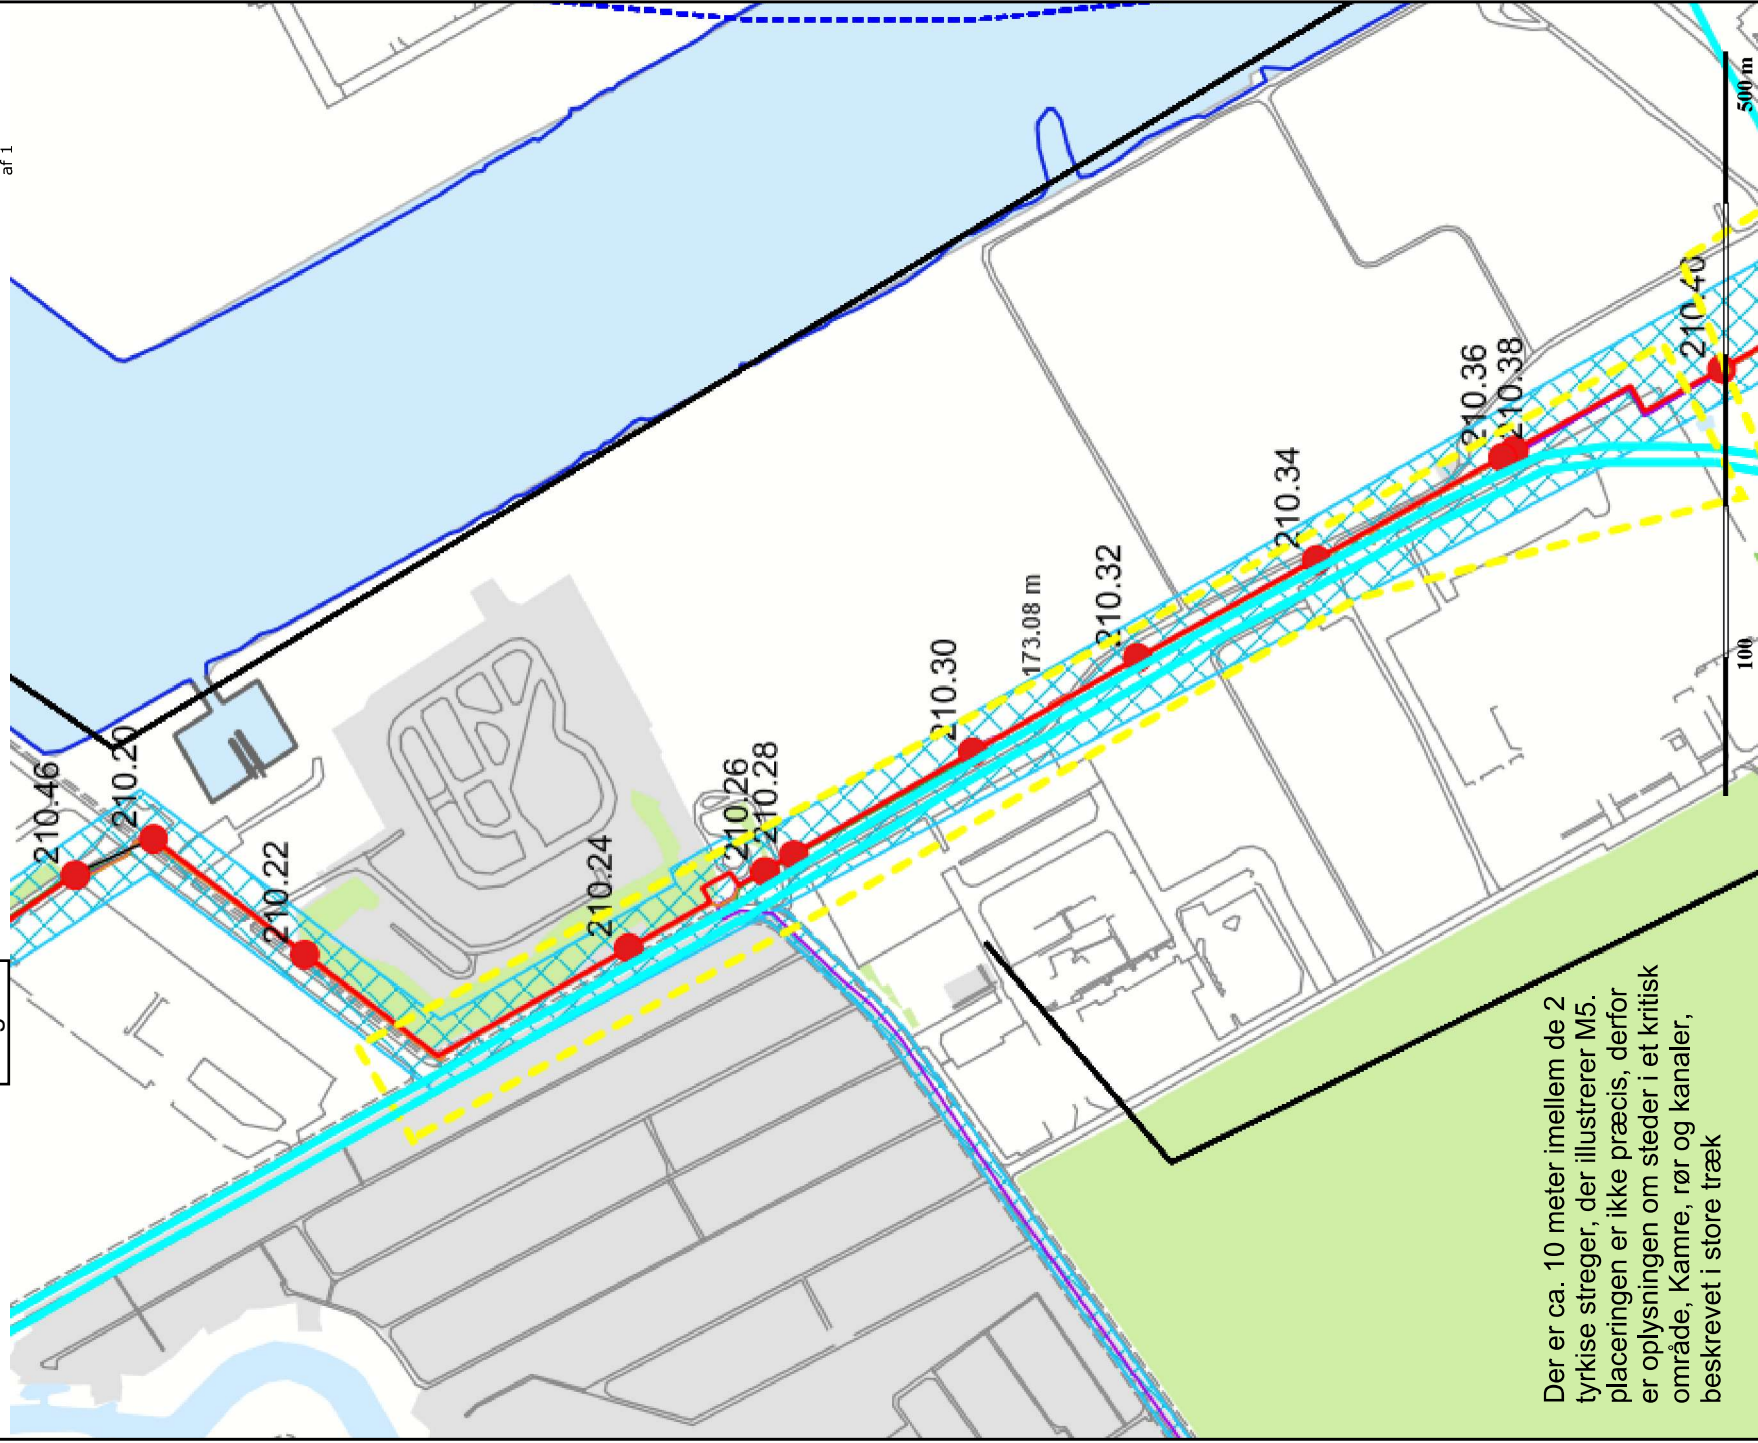 af 1
210.46
210.20
210.22
210.24
210.26
210.28
210.30
173.08 m
210.32
210.34
210.36
210.38
210.40
500 m
100
Der er ca. 10 meter imellem de 2
tyrkise streger, der illustrerer M5.
placeringen er ikke præcis, derfor
er oplysningen om steder i et kritisk
område, Kamre, rør og kanaler,
beskrevet i store træk